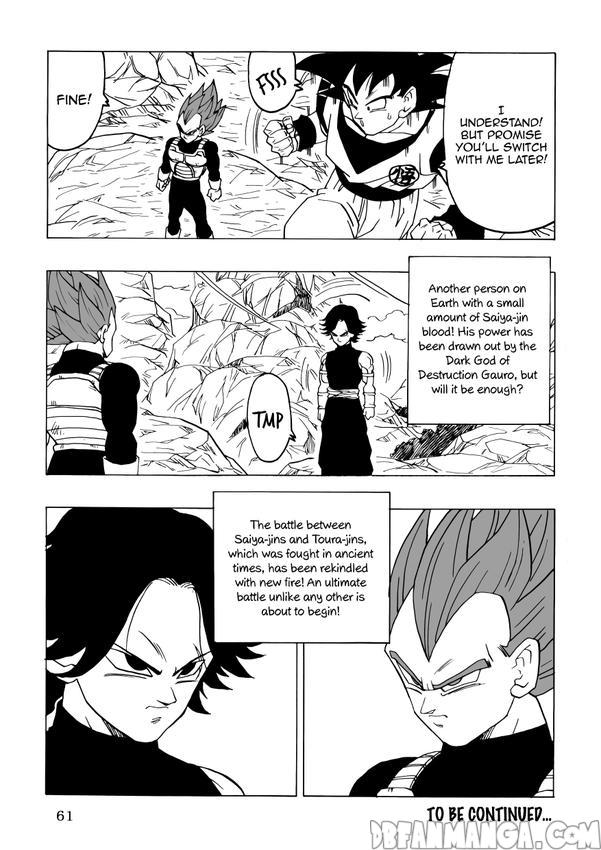 FINE!
FSSS
I
UNDERSTAND!
BUT PROMISE
YOU'LL SWITCH
WITH ME LATER!
悟
Another person on
Earth with a small
amount of Saiya-jin
blood! His power has
been drawn out by the
Dark God of
Destruction Gauro, but
will it be enough?
TMP
The battle between
Saiya-jins and Toura-jins,
which was fought in ancient
times, has been rekindled
with new fire! An ultimate
battle unlike any other is
about to begin!
61
TO BE CONTINUED...
DBFANMANGA.COM